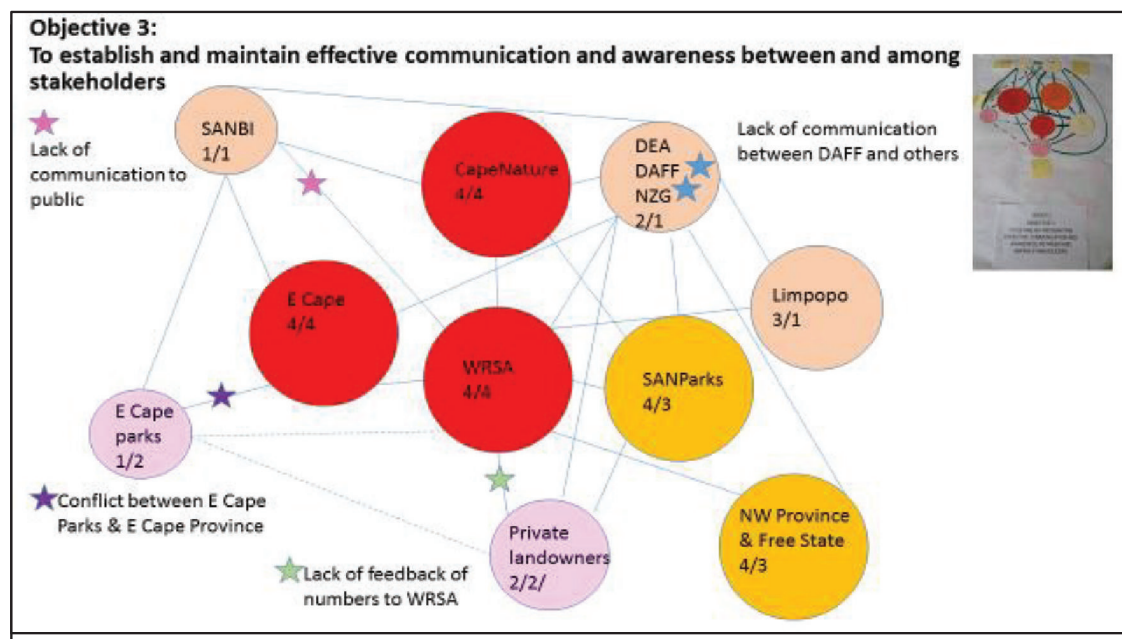 Objective 3:
To establish and maintain effective communication and awareness between and among
stakeholders
SANBI
1/1
Lack of
communication to
public
CapeNature
4/4
DEA
DAFF
NZG
2/1
Lack of communication
between DAFF and others
E Cape
4/4
WRSA
4/4
Limpopo
3/1
SANParks
4/3
E Cape
parks
1/2
Conflict between E Cape
Parks & E Cape Province
Private
landowners
2/2/
NW Province
& Free State
4/3
Lack of feedback of
numbers to WRSA